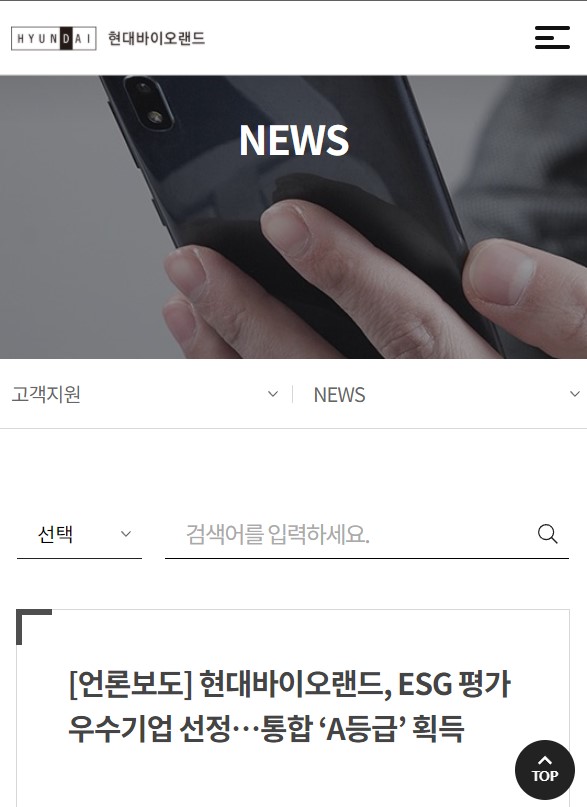 HYUNDAI 현대바이오랜드
NEWS
고객지원 NEWS
선택 검색어를 입력하세요.
[언론보도] 현대바이오랜드, ESG 평가
우수기업 선정…통합 ‘A등급’ 획득
TOP